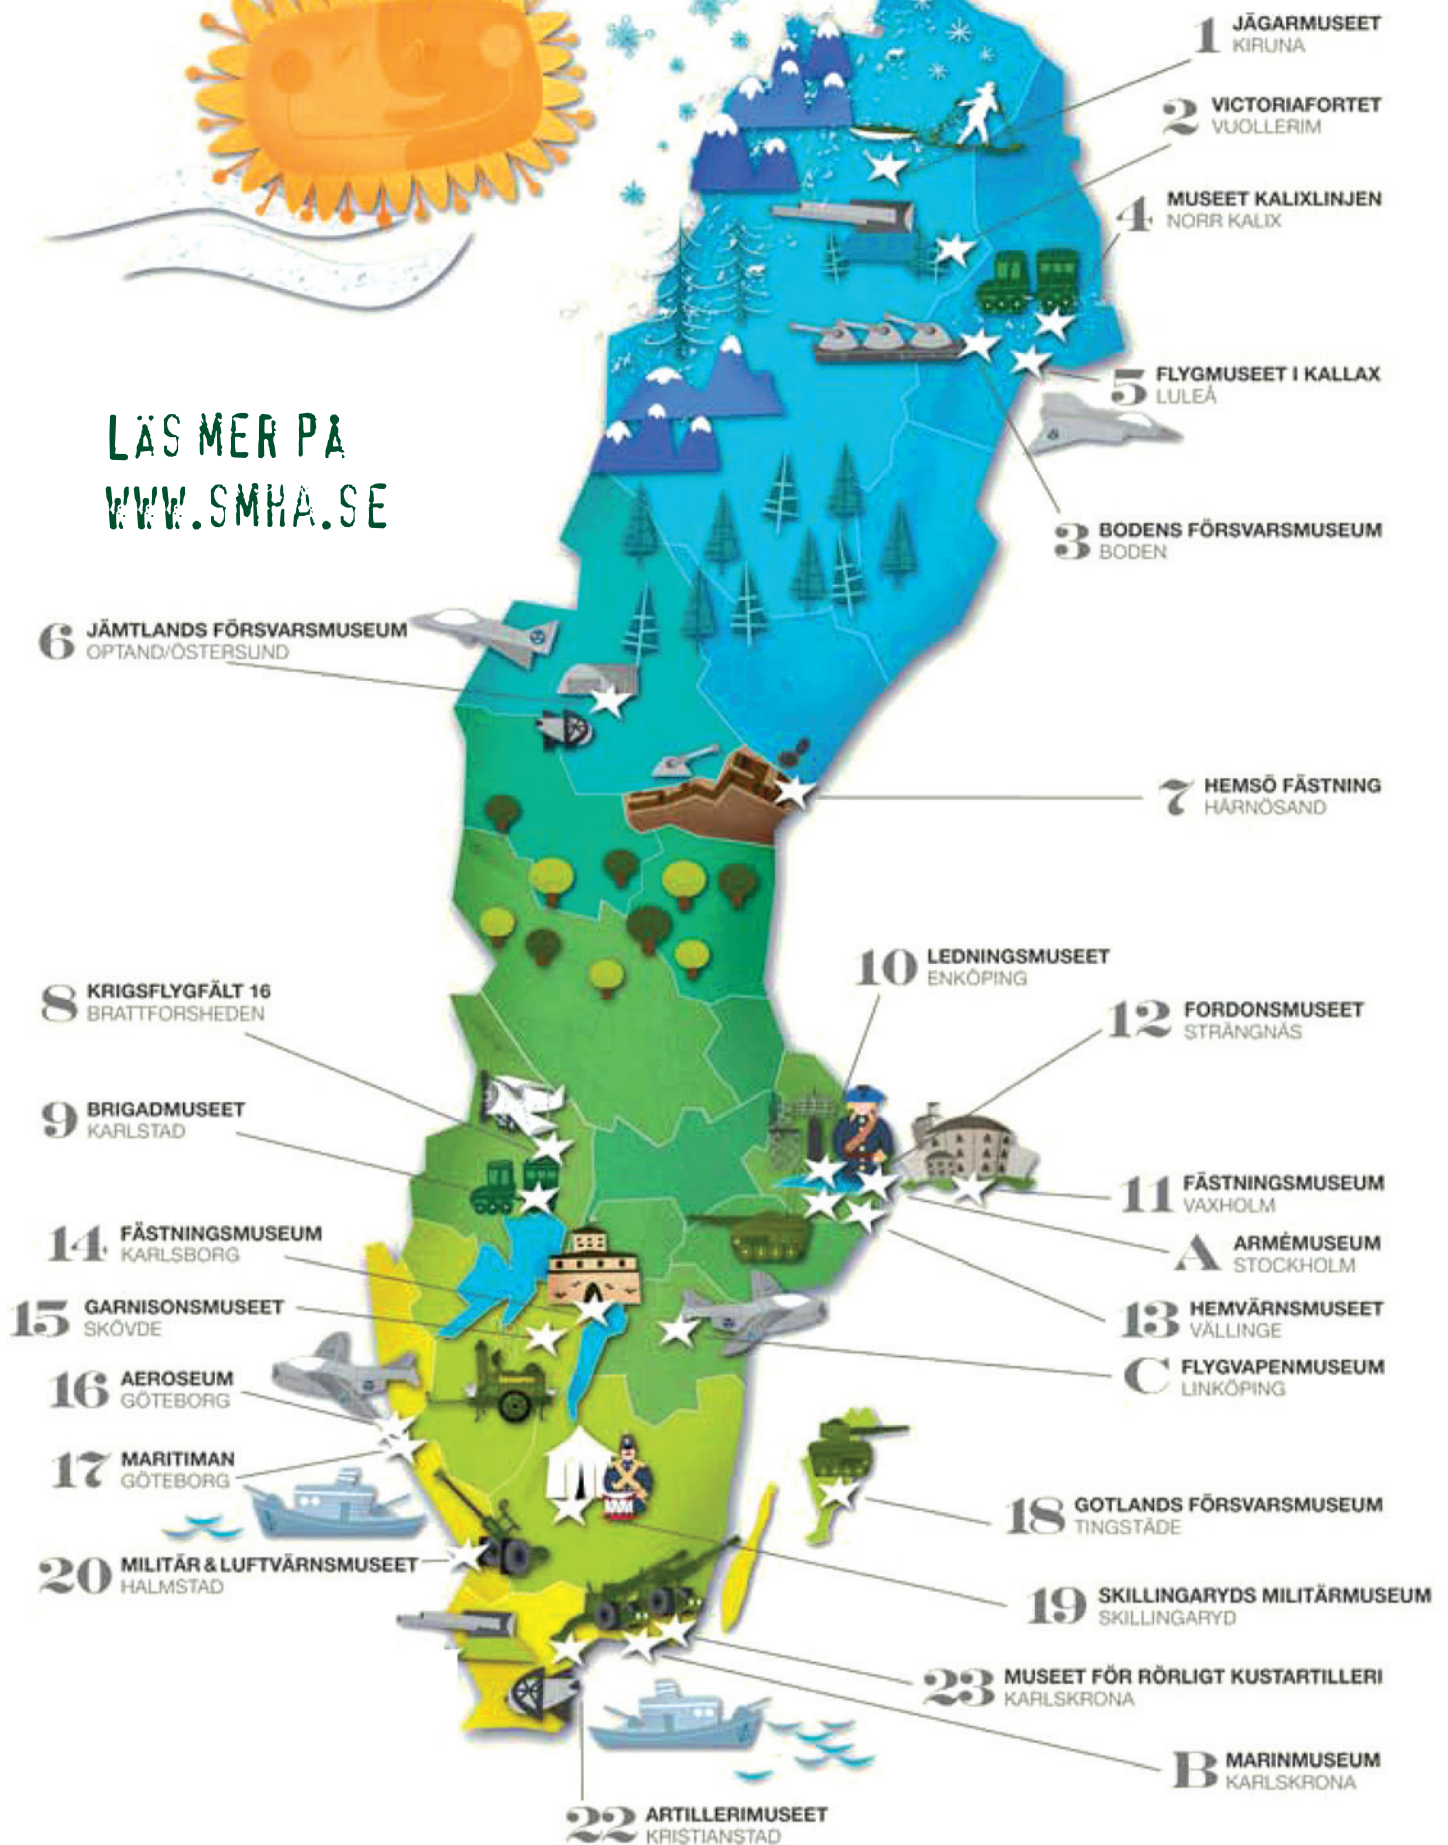 1 JÄGARMUSEET
KIRUNA
2 VICTORIAFORTET
VUOLLERIM
4 MUSEET KALIXLINJEN
NORR KALIX
5 FLYGMUSEET I KALLAX
LULEÅ
LÄS MER PÅ
WWW.SMHA.SE
3 BODENS FÖRSVARSMUSEUM
BODEN
6 JÄMTLANDS FÖRSVARSMUSEUM
OPTAND/ÖSTERSUND
7 HEMSÖ FÄSTNING
HÄRNÖSAND
10 LEDNINGSMUSEET
ENKÖPING
8 KRIGSFLYGFÄLT 16
BRATTFORSHEDEN
12 FORDONSMUSEET
STRÄNGNÄS
9 BRIGADMUSEET
KARLSTAD
11 FÄSTNINGSMUSEUM
VAXHOLM
14 FÄSTNINGSMUSEUM
KARLSBORG
A ARMÉMUSEUM
STOCKHOLM
15 GARNISONSMUSEET
SKÖVDE
13 HEMVÄRNSMUSEET
VÄLLINGE
16 AEROSEUM
GÖTEBORG
C FLYGVAPENMUSEUM
LINKÖPING
17 MARITIMAN
GÖTEBORG
18 GOTLANDS FÖRSVARSMUSEUM
TINGSTÄDE
20 MILITÄR & LUFTVÄRNSMUSEET
HALMSTAD
19 SKILLINGARYDS MILITÄRMUSEUM
SKILLINGARYD
23 MUSEET FÖR RÖRLIGT KUSTARTILLERI
KARLSKRONA
B MARINMUSEUM
KARLSKRONA
22 ARTILLERIMUSEET
KRISTIANSTAD